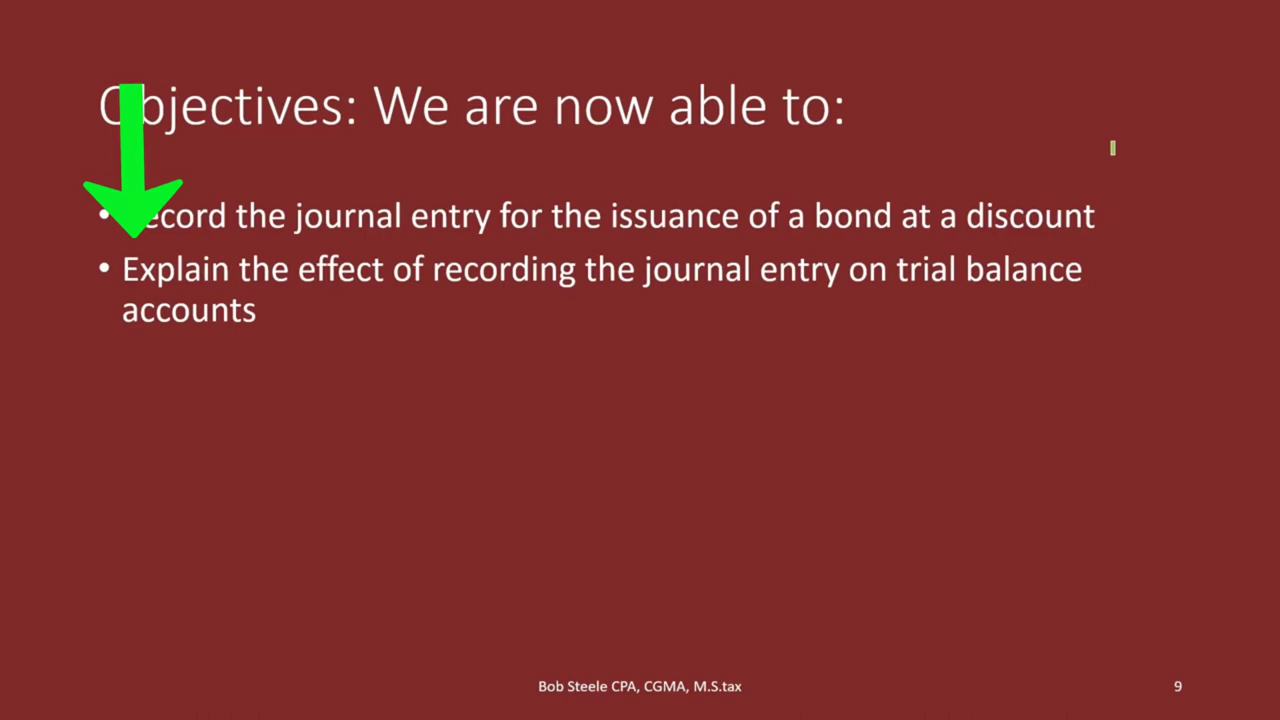 Objectives: We are now able to:
• Record the journal entry for the issuance of a bond at a discount
• Explain the effect of recording the journal entry on trial balance
accounts
Bob Steele CPA, CGMA, M.S.tax
9